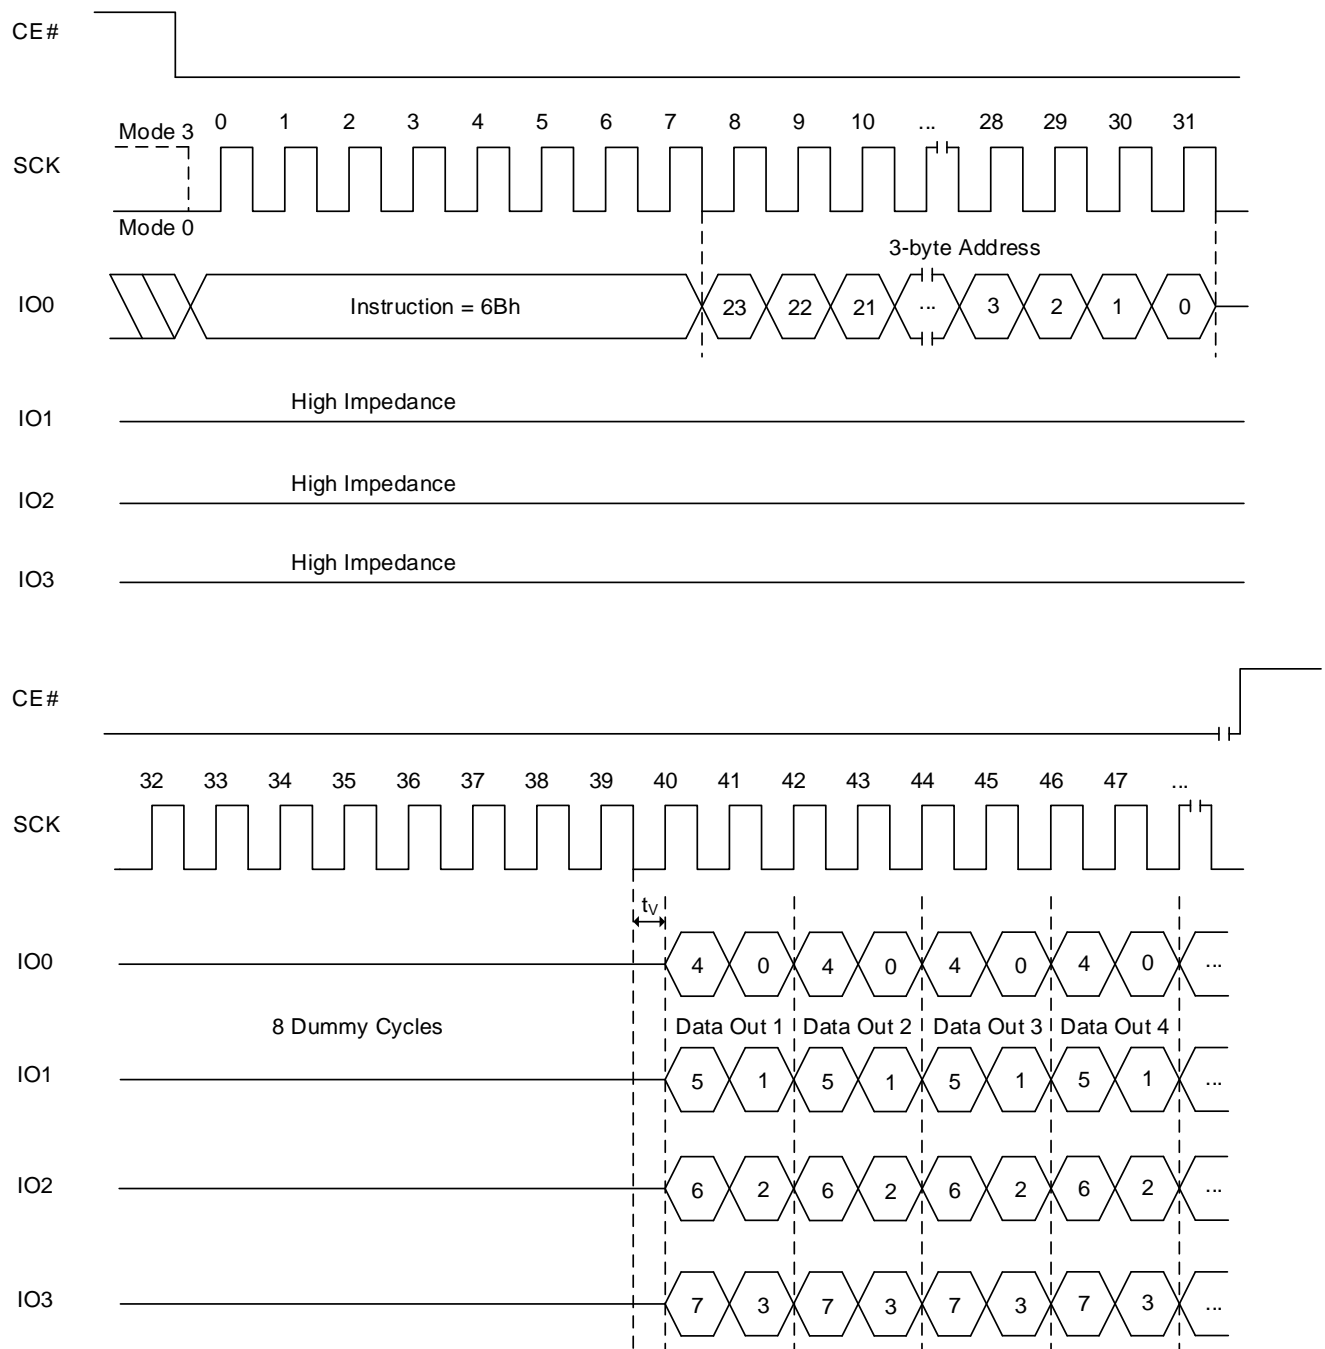 CE#
Mode 3 0 1 2 3 4 5 6 7 8 9 10 ... 28 29 30 31
SCK
Mode 0
3-byte Address
IO0 Instruction = 6Bh 23 22 21 ... 3 2 1 0
High Impedance
IO1
High Impedance
IO2
High Impedance
IO3
CE#
32 33 34 35 36 37 38 39 40 41 42 43 44 45 46 47 ...
SCK
tV
IO0 4 0 4 0 4 0 4 0 ...
8 Dummy Cycles Data Out 1 Data Out 2 Data Out 3 Data Out 4
IO1 5 1 5 1 5 1 5 1 ...
IO2 6 2 6 2 6 2 6 2 ...
IO3 7 3 7 3 7 3 7 3 ...